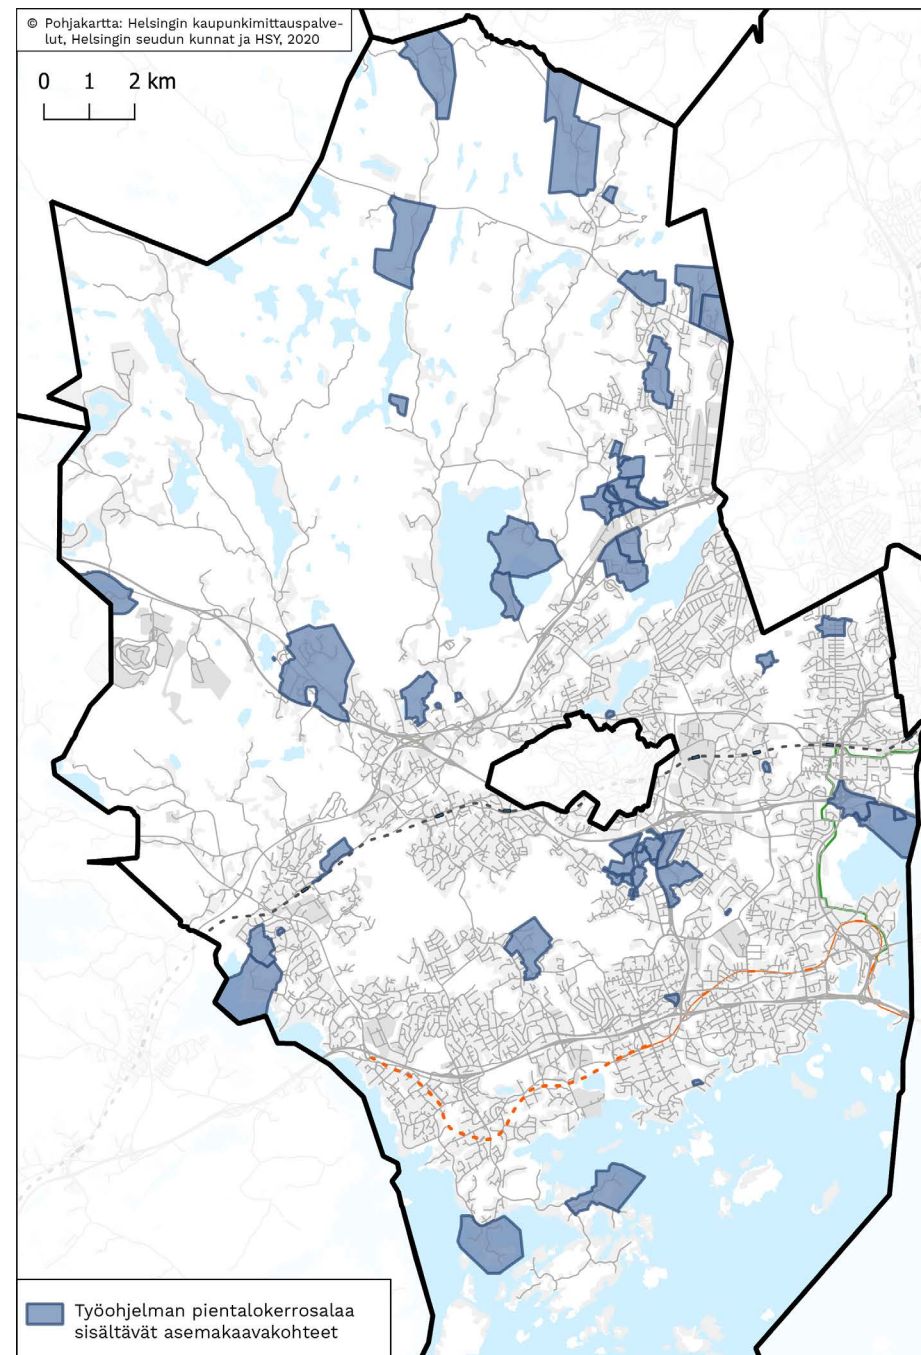 © Pohjakartta: Helsingin kaupunkimittauspalve-
lut, Helsingin seudun kunnat ja HSY, 2020
0 1 2 km
Työohjelman pientalokerrosalaa
sisältävät asemakaavakohteet